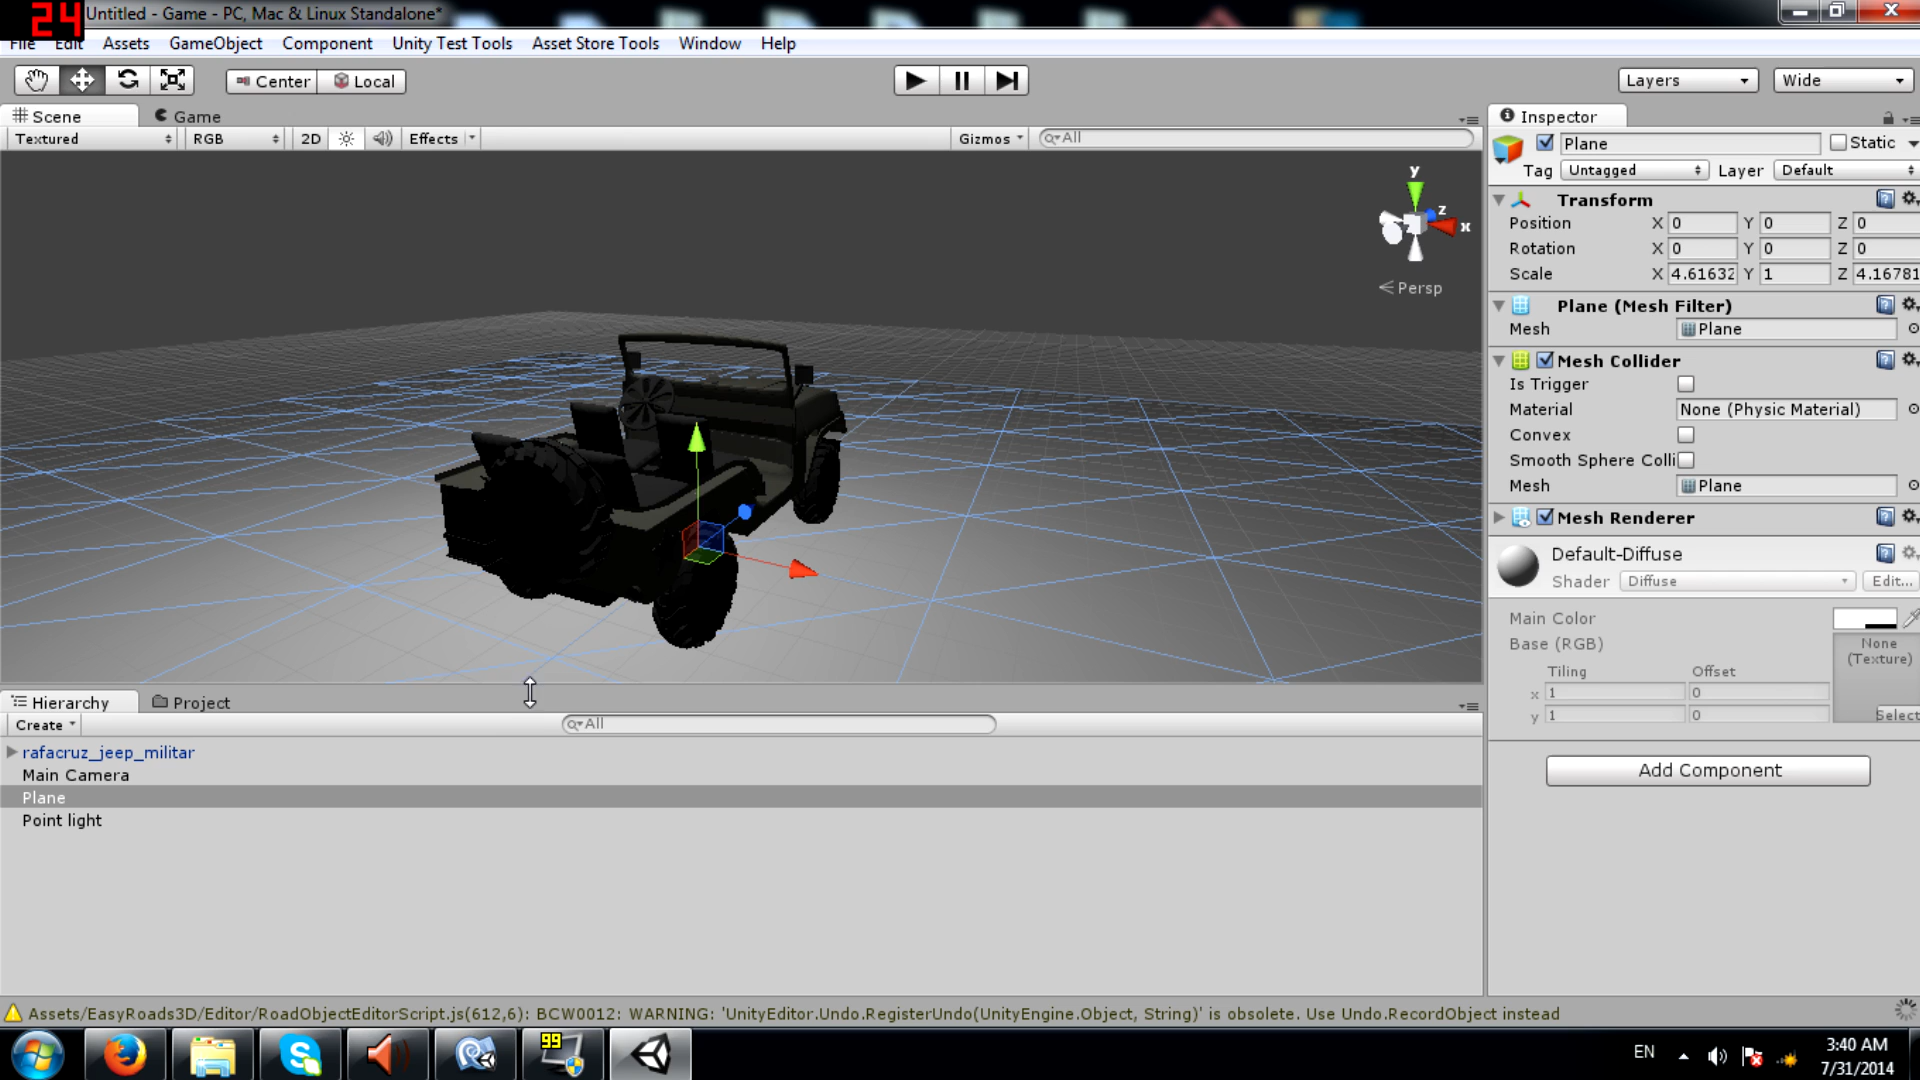 24
Untitled - Game - PC, Mac & Linux Standalone*
File Edit Assets GameObject Component Unity Test Tools Asset Store Tools Window Help
Center Local
Layers Wide
Scene Game
Textured RGB 2D Effects Gizmos All
y
z
x
Persp
Inspector
Plane Static
Tag Untagged Layer Default
Transform
Position X 0 Y 0 Z 0
Rotation X 0 Y 0 Z 0
Scale X 4.61632 Y 1 Z 4.16781
Plane (Mesh Filter)
Mesh Plane
Mesh Collider
Is Trigger
Material None (Physic Material)
Convex
Smooth Sphere Colli
Mesh Plane
Mesh Renderer
Default-Diffuse
Shader Diffuse Edit...
Main Color
Base (RGB)
None
(Texture)
Tiling Offset
x 1 0
y 1 0
Select
Add Component
Hierarchy Project
Create All
rafacruz_jeep_militar
Main Camera
Plane
Point light
Assets/EasyRoads3D/Editor/RoadObjectEditorScript.js(612,6): BCW0012: WARNING: 'UnityEditor.Undo.RegisterUndo(UnityEngine.Object, String)' is obsolete. Use Undo.RecordObject instead
99
EN
3:40 AM
7/31/2014